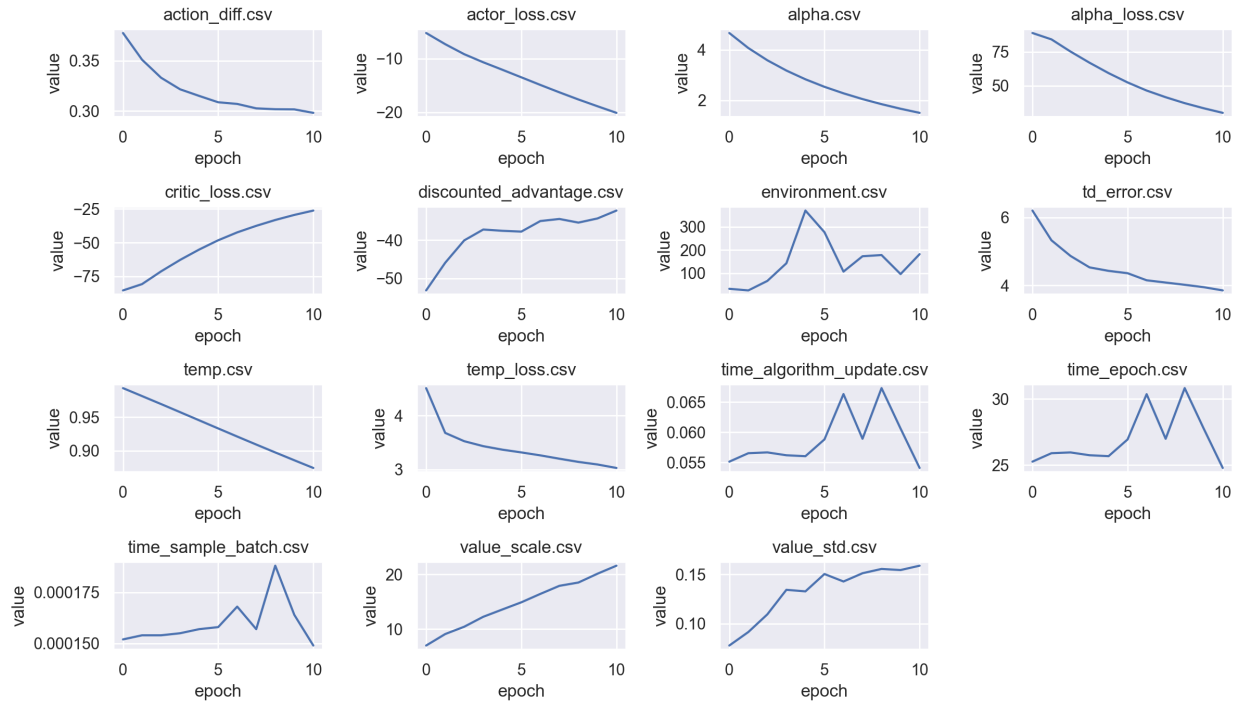 action_diff.csv
value
0.35
0.30
0 5 10
epoch
actor_loss.csv
value
−10
−20
0 5 10
epoch
alpha.csv
value
4
2
0 5 10
epoch
alpha_loss.csv
value
75
50
0 5 10
epoch
critic_loss.csv
value
−25
−50
−75
0 5 10
epoch
discounted_advantage.csv
value
−40
−50
0 5 10
epoch
environment.csv
value
300
200
100
0 5 10
epoch
td_error.csv
value
6
4
0 5 10
epoch
temp.csv
value
0.95
0.90
0 5 10
epoch
temp_loss.csv
value
4
3
0 5 10
epoch
time_algorithm_update.csv
value
0.065
0.060
0.055
0 5 10
epoch
time_epoch.csv
value
30
25
0 5 10
epoch
time_sample_batch.csv
value
0.000175
0.000150
0 5 10
epoch
value_scale.csv
value
20
10
0 5 10
epoch
value_std.csv
value
0.15
0.10
0 5 10
epoch